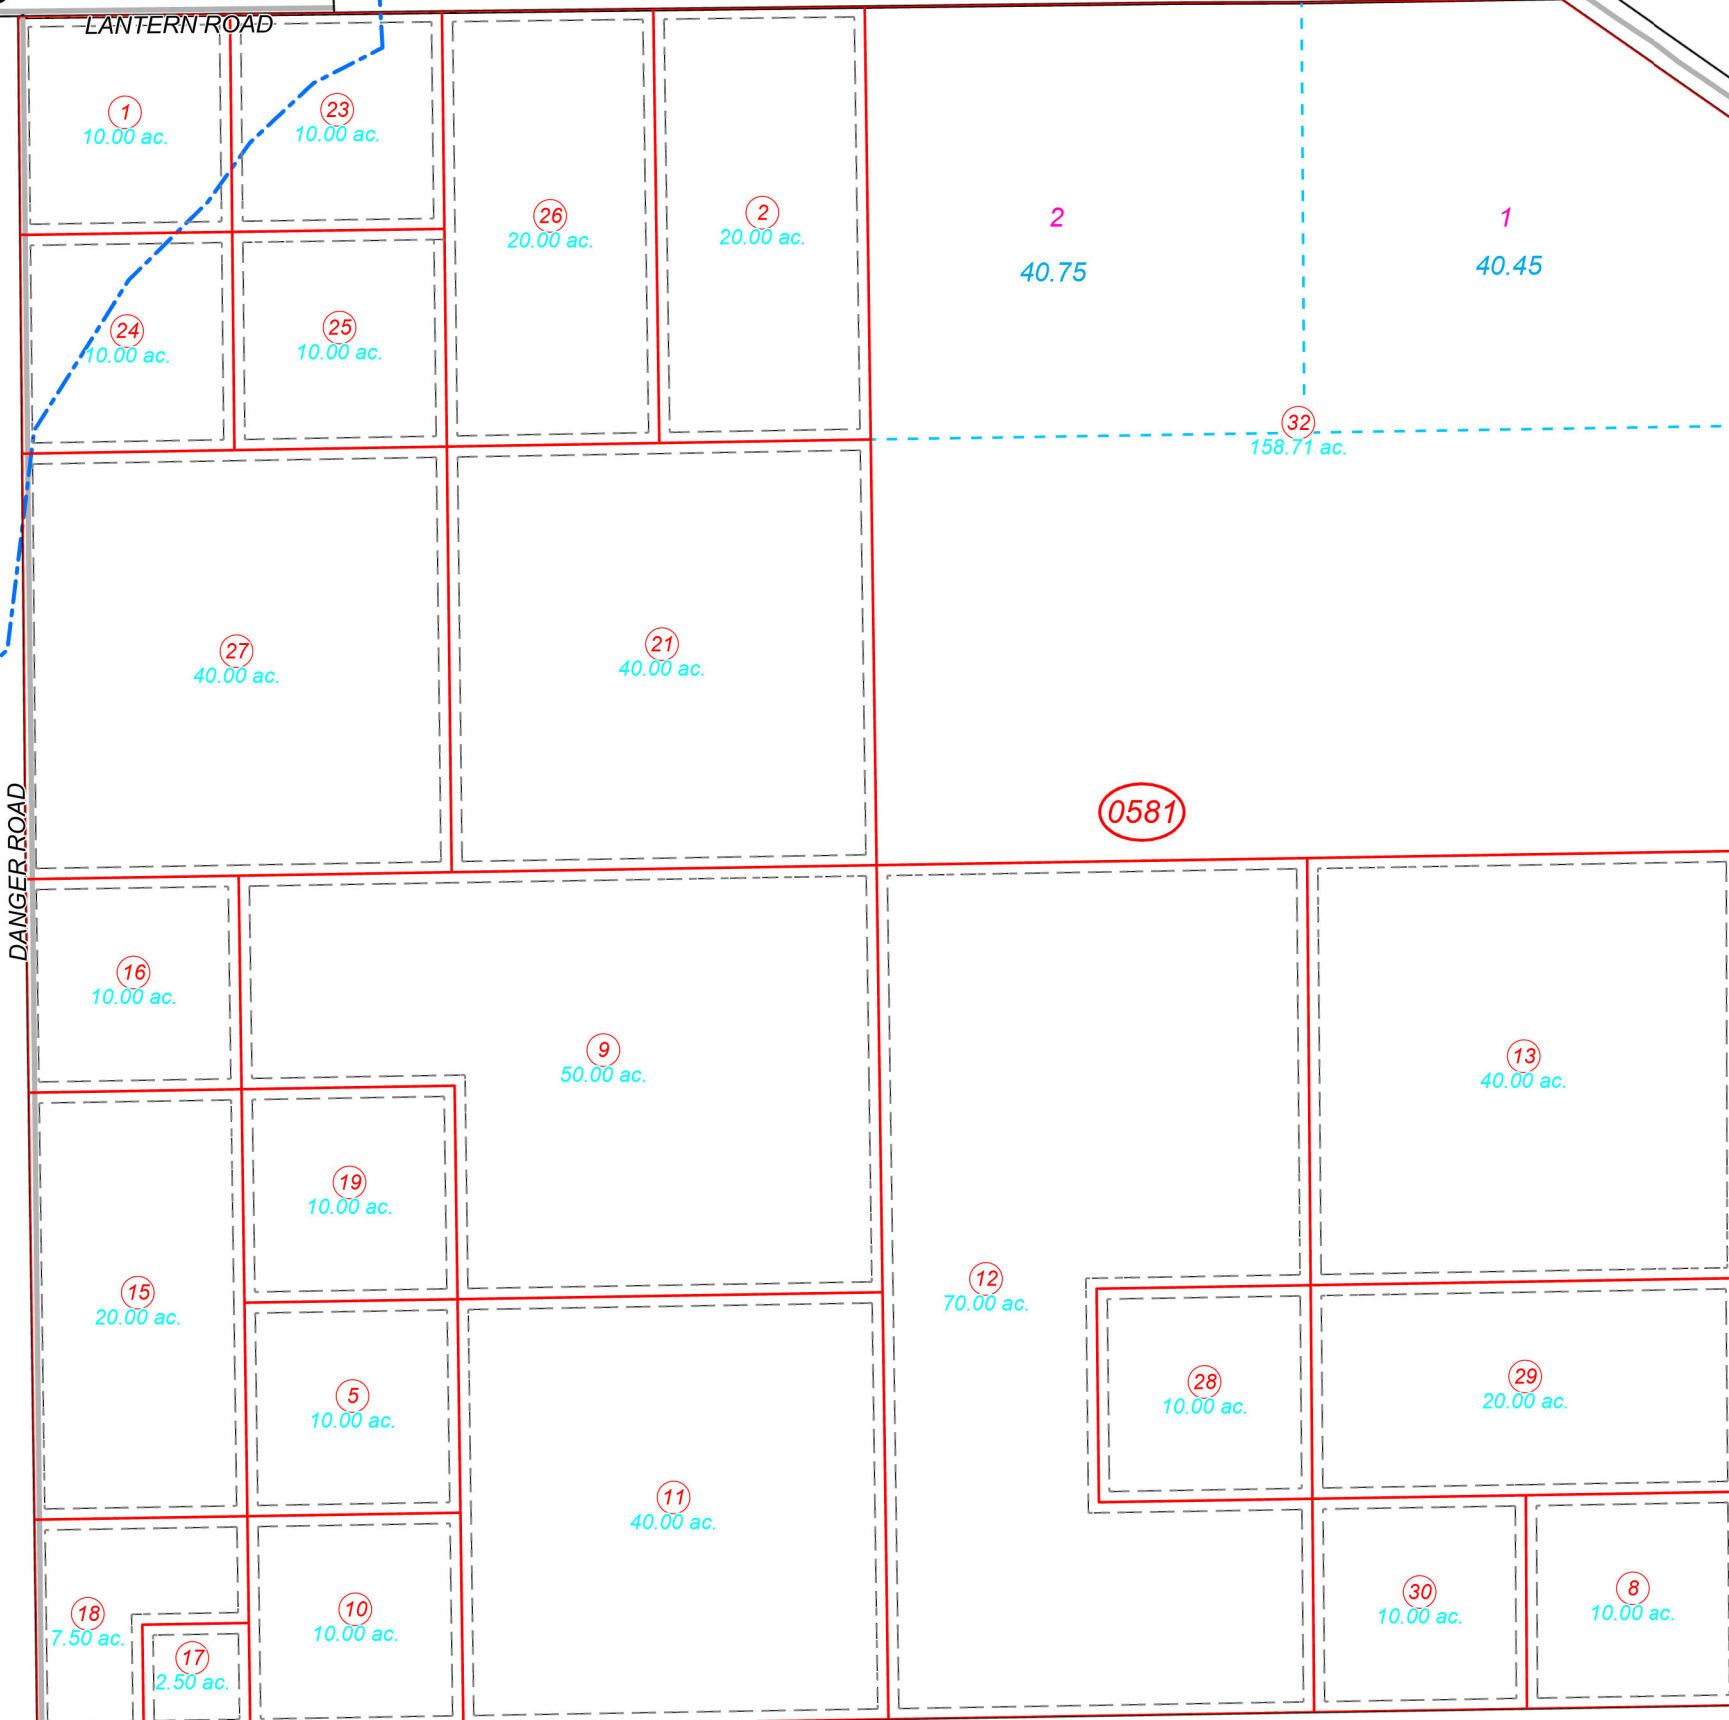 LANTERN ROAD
1
10.00 ac.
23
10.00 ac.
26
20.00 ac.
2
20.00 ac.
2
40.75
1
40.45
24
10.00 ac.
25
10.00 ac.
32
158.71 ac.
27
40.00 ac.
21
40.00 ac.
0581
DANGER ROAD
16
10.00 ac.
9
50.00 ac.
13
40.00 ac.
19
10.00 ac.
15
20.00 ac.
12
70.00 ac.
5
10.00 ac.
28
10.00 ac.
29
20.00 ac.
11
40.00 ac.
18
7.50 ac.
17
2.50 ac.
10
10.00 ac.
30
10.00 ac.
8
10.00 ac.